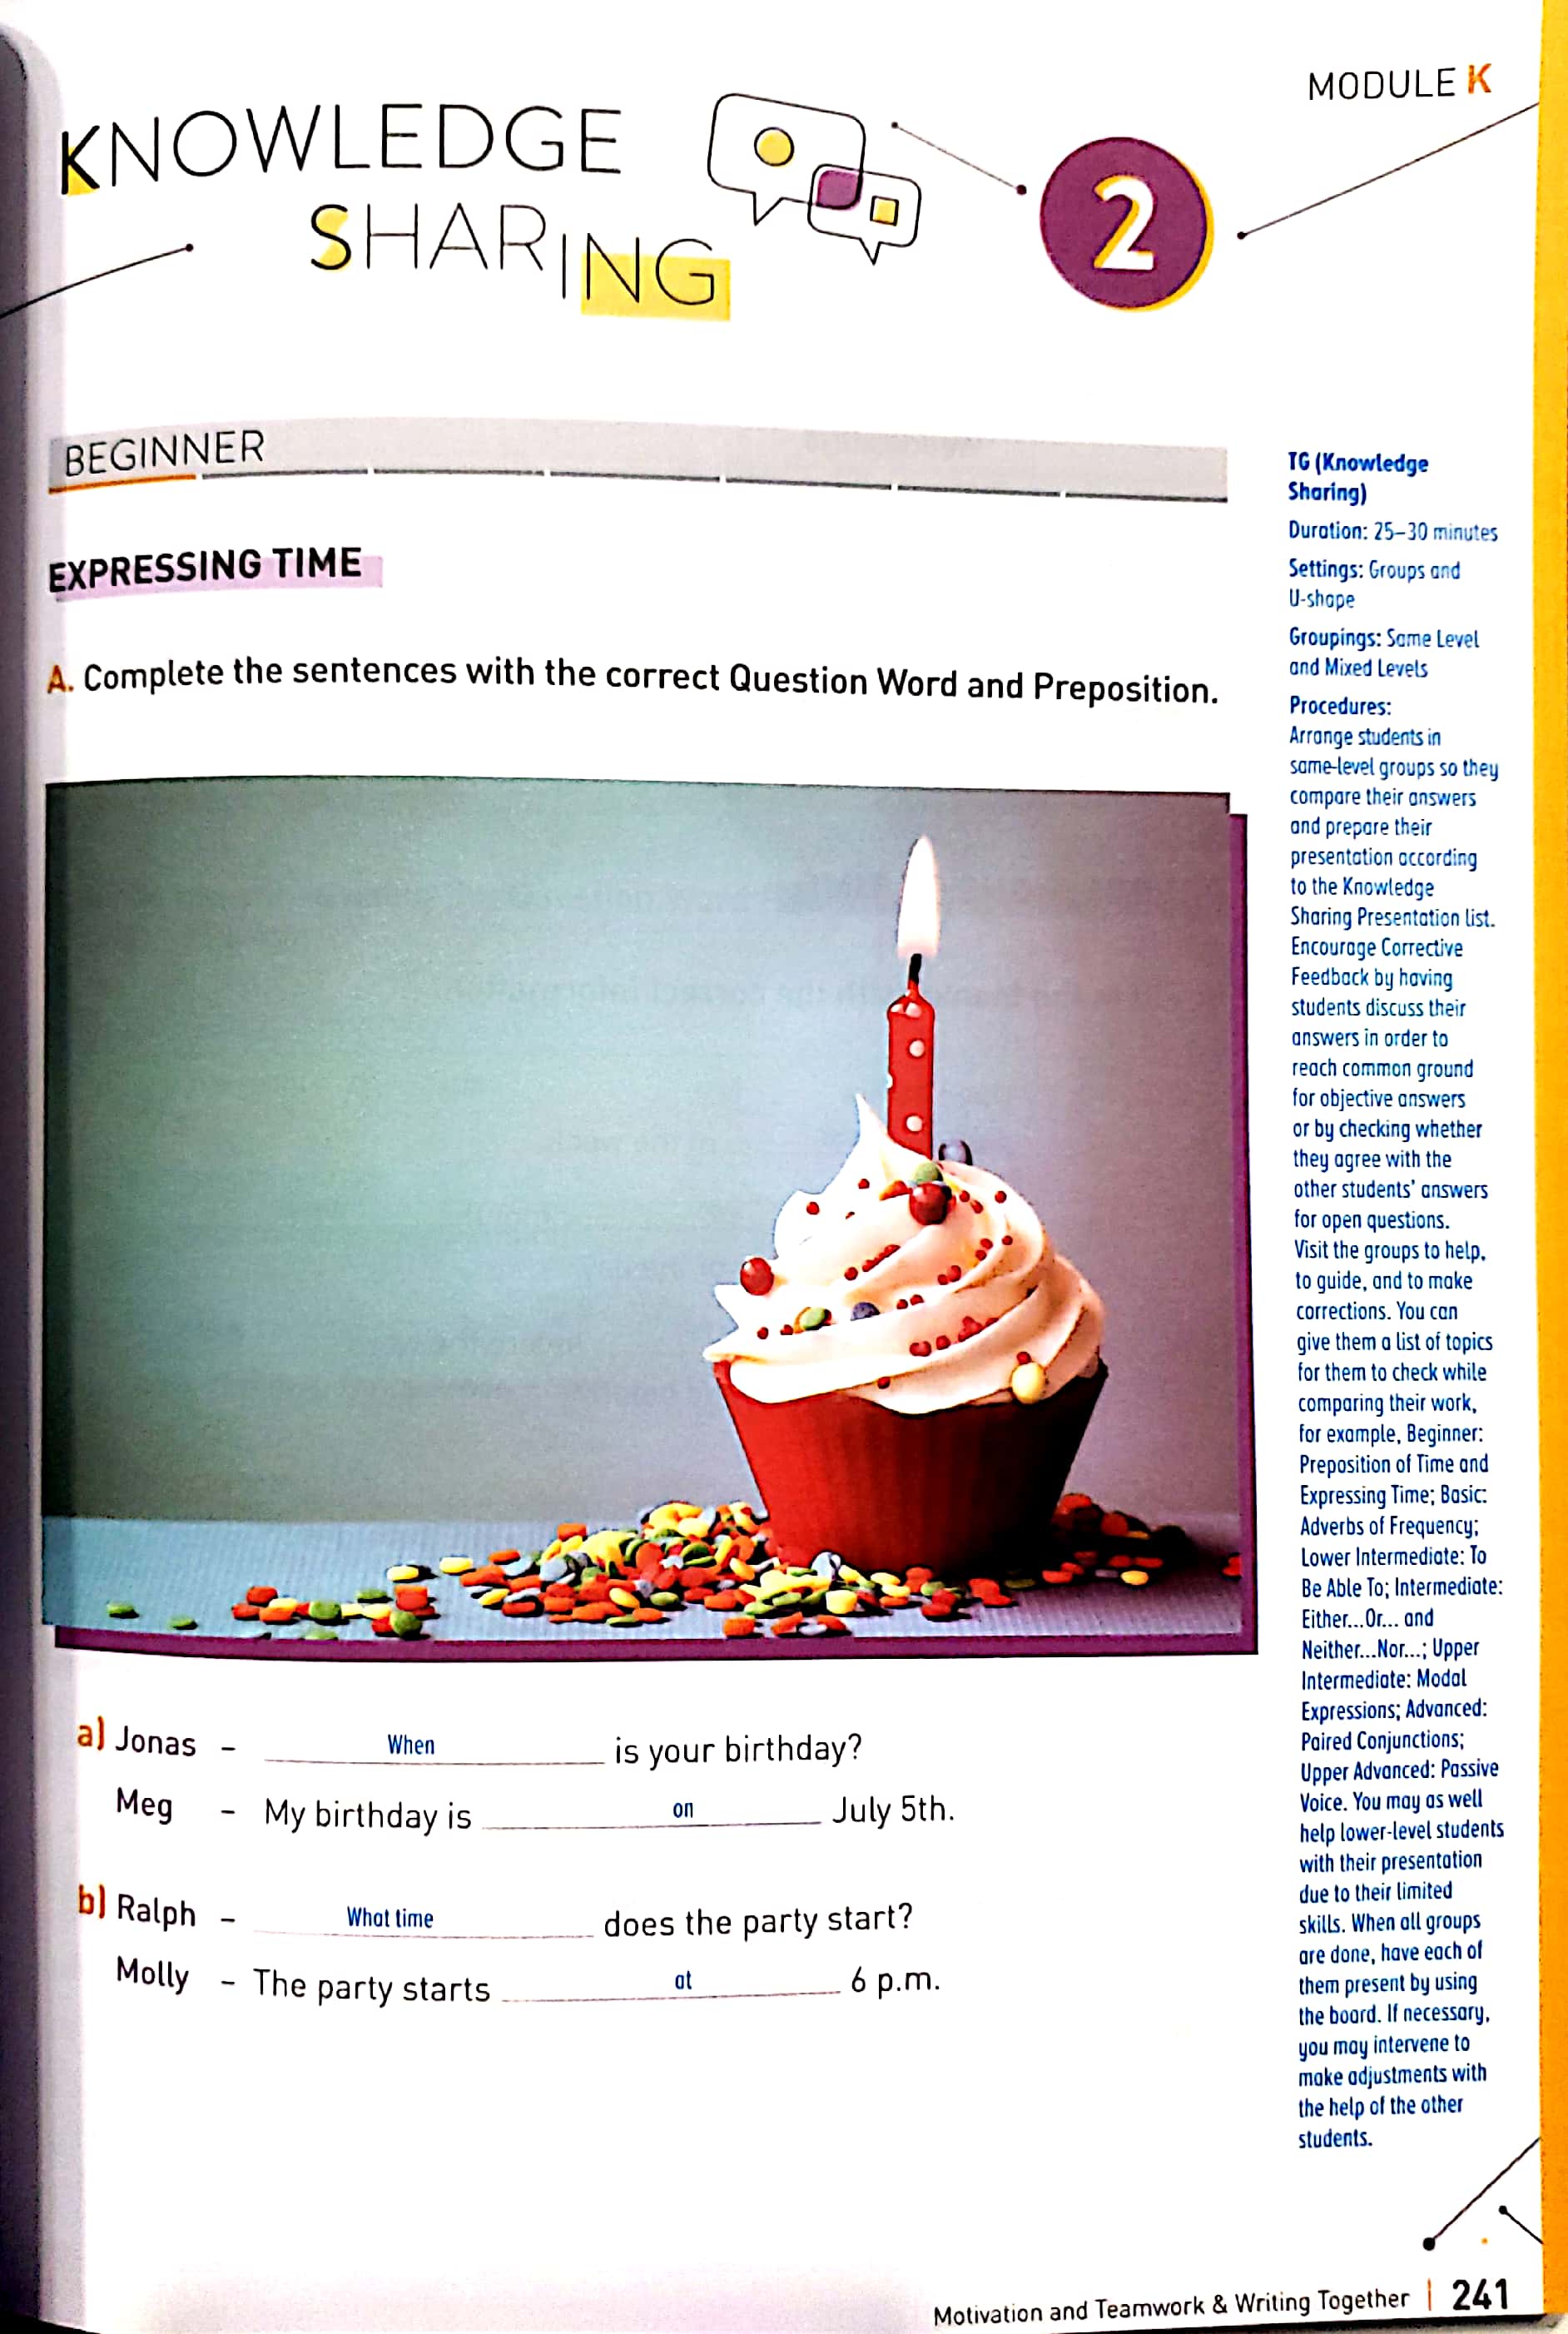 MODULE K
KNOWLEDGE
SHARING
2
BEGINNER
EXPRESSING TIME
A. Complete the sentences with the correct Question Word and Preposition.
a) Jonas - When is your birthday?
Meg - My birthday is on July 5th.
b) Ralph - What time does the party start?
Molly - The party starts at 6 p.m.
TG (Knowledge
Sharing)
Duration: 25–30 minutes
Settings: Groups and
U-shape
Groupings: Same Level
and Mixed Levels
Procedures:
Arrange students in
same-level groups so they
compare their answers
and prepare their
presentation according
to the Knowledge
Sharing Presentation list.
Encourage Corrective
Feedback by having
students discuss their
answers in order to
reach common ground
for objective answers
or by checking whether
they agree with the
other students' answers
for open questions.
Visit the groups to help,
to guide, and to make
corrections. You can
give them a list of topics
for them to check while
comparing their work,
for example, Beginner:
Preposition of Time and
Expressing Time; Basic:
Adverbs of Frequency;
Lower Intermediate: To
Be Able To; Intermediate:
Either...Or... and
Neither...Nor...; Upper
Intermediate: Modal
Expressions; Advanced:
Paired Conjunctions;
Upper Advanced: Passive
Voice. You may as well
help lower-level students
with their presentation
due to their limited
skills. When all groups
are done, have each of
them present by using
the board. If necessary,
you may intervene to
make adjustments with
the help of the other
students.
Motivation and Teamwork & Writing Together | 241